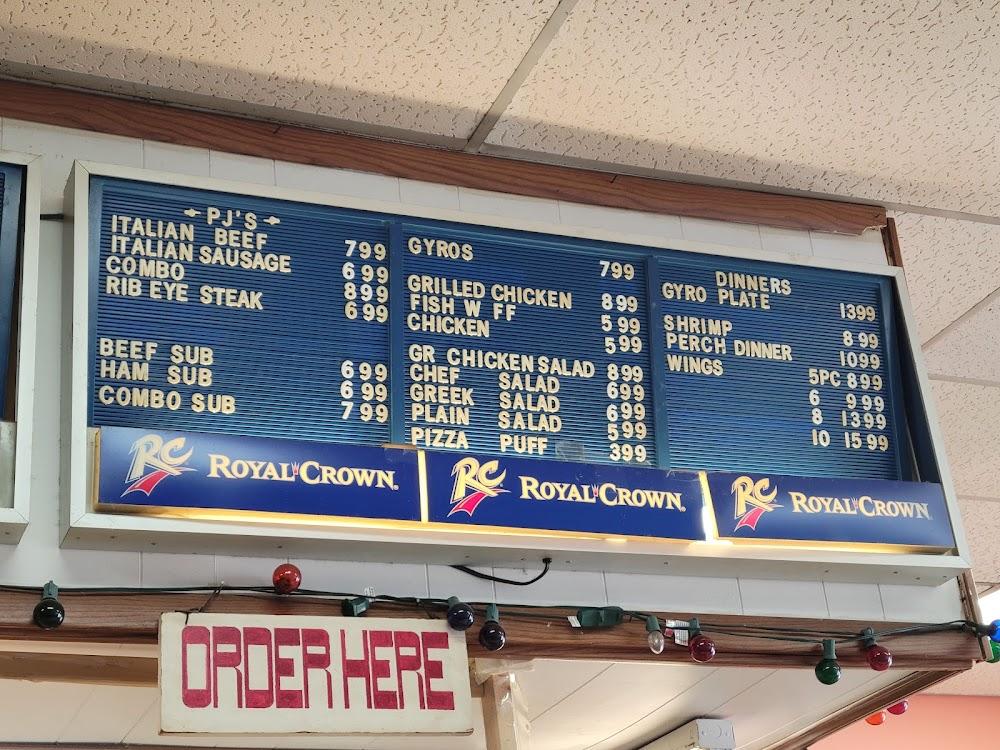 PJ'S
ITALIAN BEEF 799
ITALIAN SAUSAGE 699
COMBO 899
RIB EYE STEAK 699
BEEF SUB 699
HAM SUB 699
COMBO SUB 799
GYROS 799
GRILLED CHICKEN 899
FISH W FF 599
CHICKEN 599
GR CHICKEN SALAD 899
CHEF SALAD 699
GREEK SALAD 699
PLAIN SALAD 599
PIZZA PUFF 399
DINNERS
GYRO PLATE 1399
SHRIMP 899
PERCH DINNER 1099
WINGS 5PC 899
6 999
8 1399
10 1599
RC ROYAL CROWN
RC ROYAL CROWN
RC ROYAL CROWN
ORDER HERE